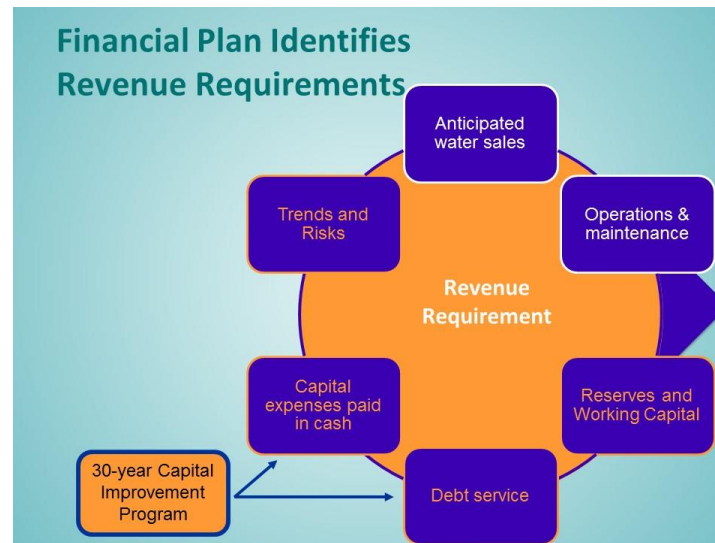 Financial Plan Identifies
Revenue Requirements
Anticipated
water sales
Trends and
Risks
Operations &
maintenance
Revenue
Requirement
Capital
expenses paid
in cash
Reserves and
Working Capital
30-year Capital
Improvement
Program
Debt service